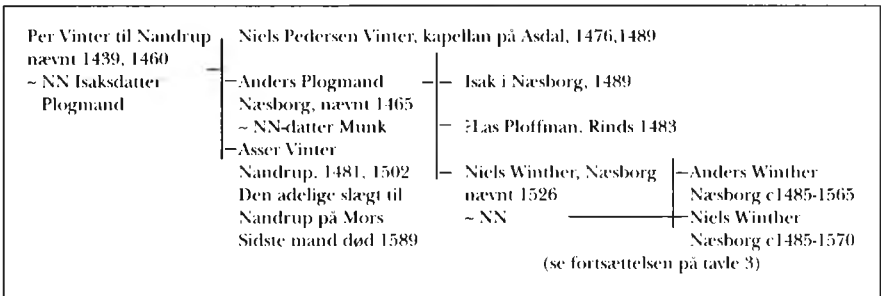 Per Vinter til Nandrup
nævnt 1439, 1460
~ NN Isaksdatter
Plogmand
Niels Pedersen Vinter, kapellan på Asdal, 1476,1489
Anders Plogmand
Næsborg, nævnt 1465
~ NN-datter Munk
Asser Vinter
Nandrup. 1481, 1502
Den adelige slægt til
Nandrup på Mors
Sidste mand død 1589
Isak i Næsborg, 1489
?Las Ploffman. Rinds 1483
Niels Winther, Næsborg
nævnt 1526
~ NN
Anders Winther
Næsborg c1485-1565
Niels Winther
Næsborg c1485-1570
(se fortsættelsen på tavle 3)